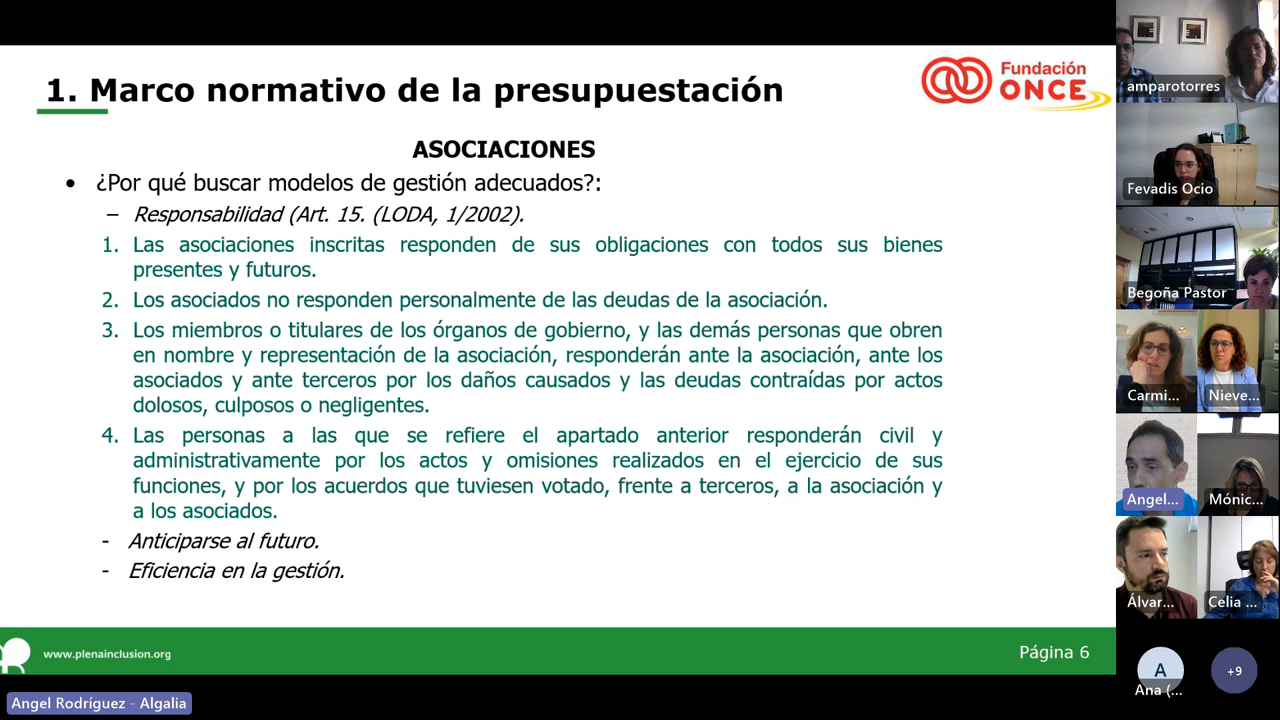 1. Marco normativo de la presupuestación
Fundación
ONCE
ASOCIACIONES
• ¿Por qué buscar modelos de gestión adecuados?:
– Responsabilidad (Art. 15. (LODA, 1/2002).
1. Las asociaciones inscritas responden de sus obligaciones con todos sus bienes
presentes y futuros.
2. Los asociados no responden personalmente de las deudas de la asociación.
3. Los miembros o titulares de los órganos de gobierno, y las demás personas que obren
en nombre y representación de la asociación, responderán ante la asociación, ante los
asociados y ante terceros por los daños causados y las deudas contraídas por actos
dolosos, culposos o negligentes.
4. Las personas a las que se refiere el apartado anterior responderán civil y
administrativamente por los actos y omisiones realizados en el ejercicio de sus
funciones, y por los acuerdos que tuviesen votado, frente a terceros, a la asociación y
a los asociados.
- Anticiparse al futuro.
- Eficiencia en la gestión.
www.plenainclusion.org
Página 6
Angel Rodríguez - Algalia
amparotorres
Fevadis Ocio
Begoña Pastor
Carmi...
Nieve...
Angel...
Mónic...
Álvar...
Celia ...
A
Ana (...
+9